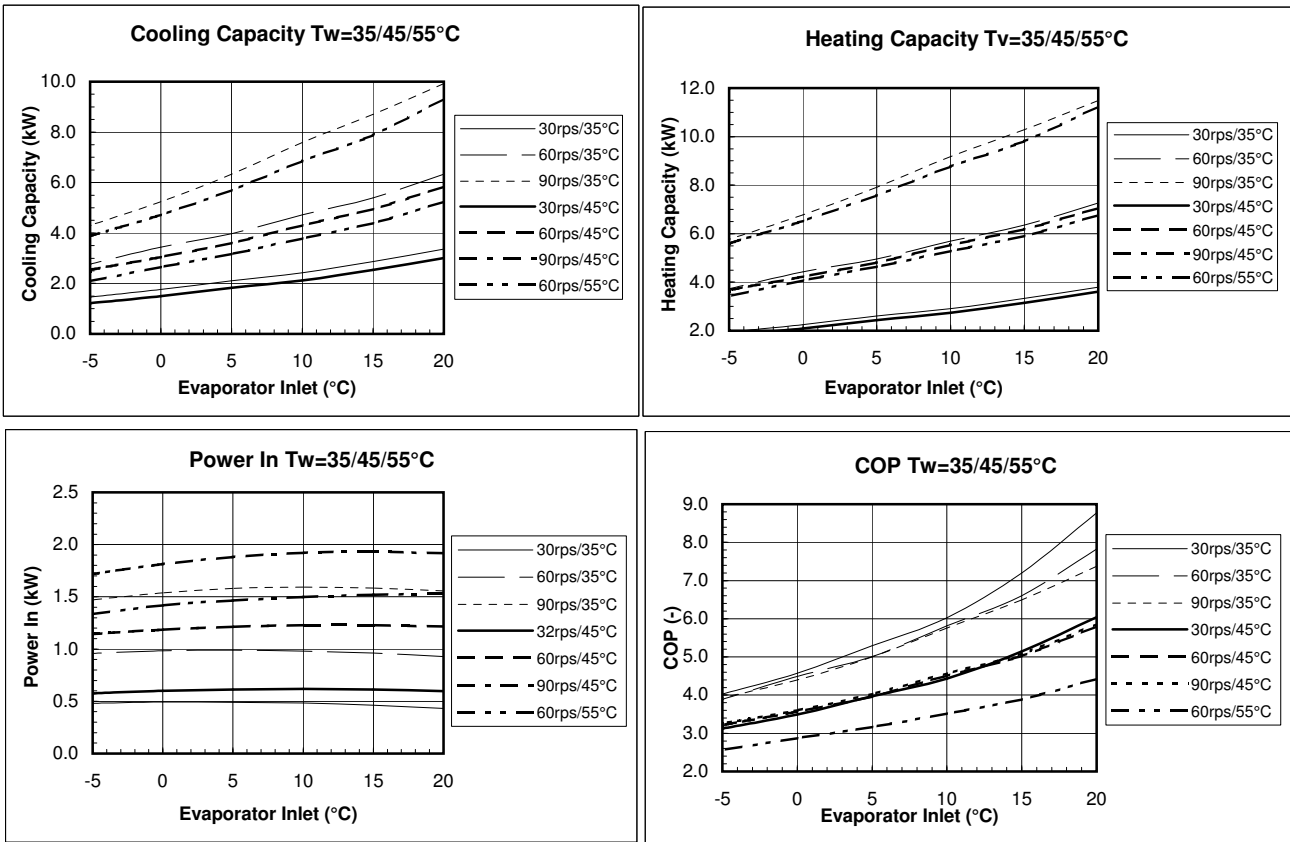 Cooling Capacity Tw=35/45/55°C
Cooling Capacity (kW)
10.0
8.0
6.0
4.0
2.0
0.0
-5 0 5 10 15 20
Evaporator Inlet (°C)
30rps/35°C
60rps/35°C
90rps/35°C
30rps/45°C
60rps/45°C
90rps/45°C
60rps/55°C
Heating Capacity Tv=35/45/55°C
Heating Capacity (kW)
12.0
10.0
8.0
6.0
4.0
2.0
-5 0 5 10 15 20
Evaporator Inlet (°C)
30rps/35°C
60rps/35°C
90rps/35°C
30rps/45°C
60rps/45°C
90rps/45°C
60rps/55°C
Power In Tw=35/45/55°C
Power In (kW)
2.5
2.0
1.5
1.0
0.5
0.0
-5 0 5 10 15 20
Evaporator Inlet (°C)
30rps/35°C
60rps/35°C
90rps/35°C
32rps/45°C
60rps/45°C
90rps/45°C
60rps/55°C
COP Tw=35/45/55°C
COP (-)
9.0
8.0
7.0
6.0
5.0
4.0
3.0
2.0
-5 0 5 10 15 20
Evaporator Inlet (°C)
30rps/35°C
60rps/35°C
90rps/35°C
30rps/45°C
60rps/45°C
90rps/45°C
60rps/55°C